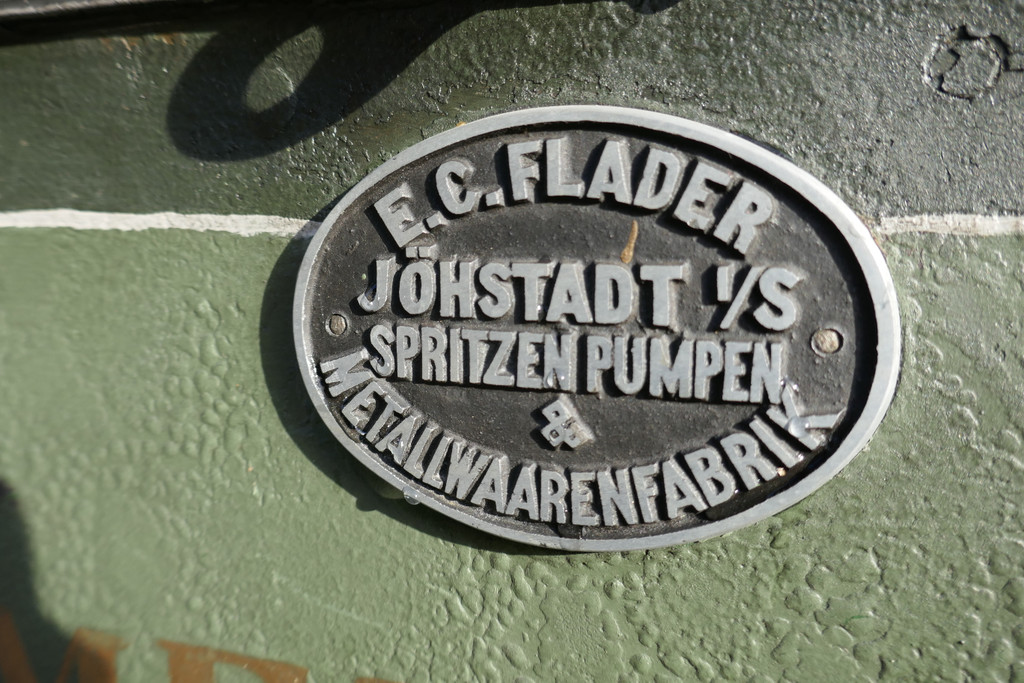 E.C.FLADER
JÖHSTADT I/S
SPRITZEN PUMPEN
&
METALLWAARENFABRIK